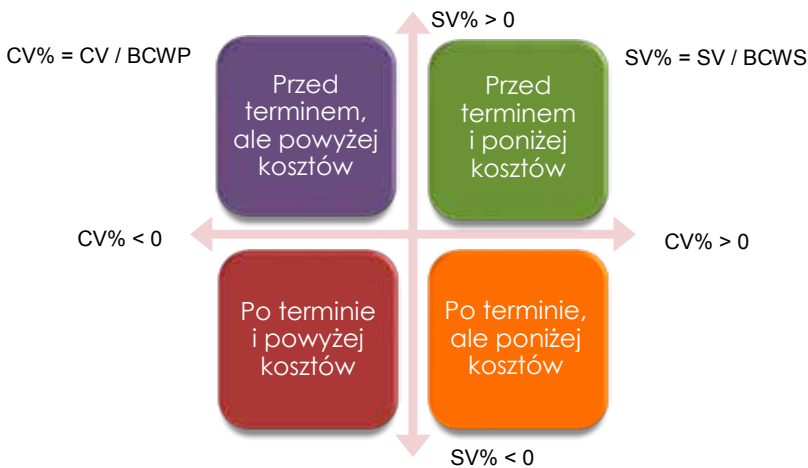 SV% > 0
CV% = CV / BCWP
SV% = SV / BCWS
Przed
terminem,
ale powyżej
kosztów
Przed
terminem
i poniżej
kosztów
CV% < 0
CV% > 0
Po terminie
i powyżej
kosztów
Po terminie,
ale poniżej
kosztów
SV% < 0